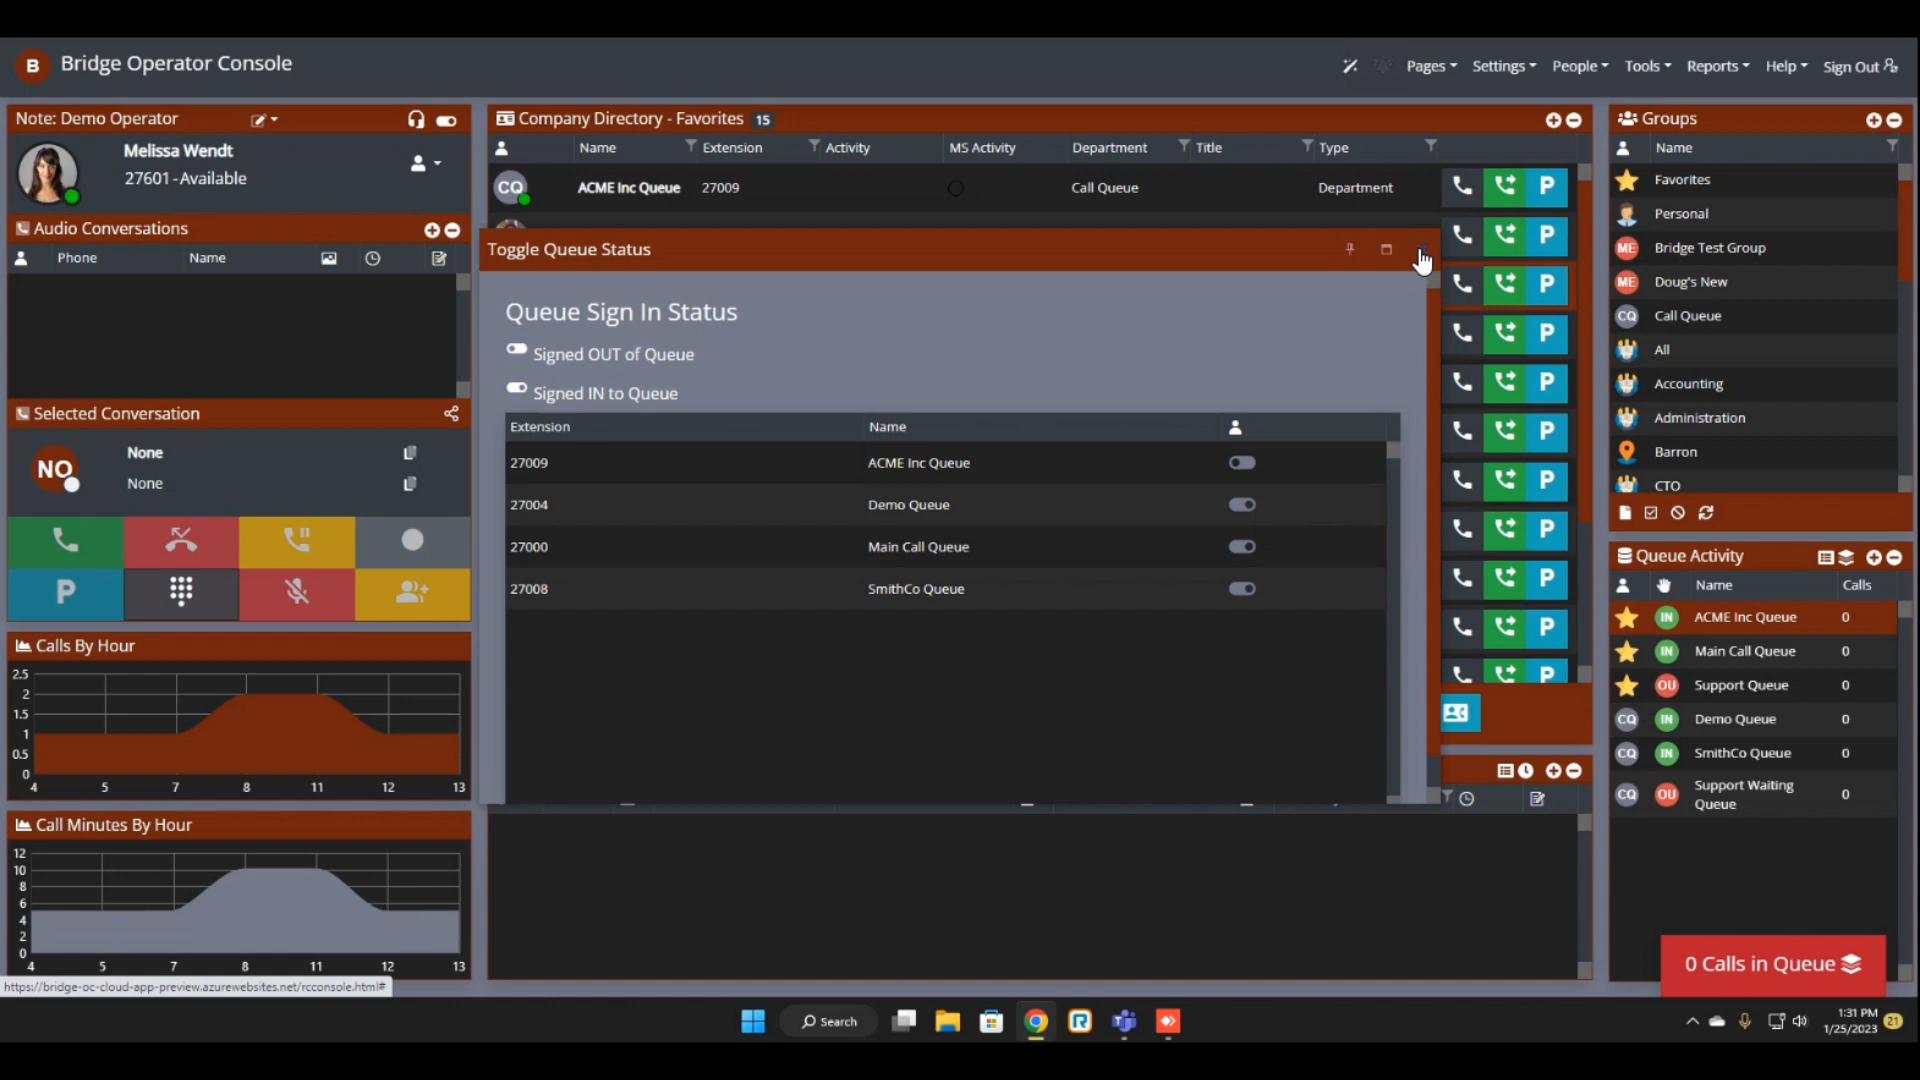 B Bridge Operator Console
Pages Settings People Tools Reports Help Sign Out
Note: Demo Operator
Melissa Wendt
27601 - Available
Audio Conversations
Phone Name
Selected Conversation
NO None
None
P
Calls By Hour
2.5
2
1.5
1
0.5
0
4 5 7 8 11 12 13
Call Minutes By Hour
12
10
8
6
4
2
0
4 5 7 8 11 12 13
https://bridge-oc-cloud-app-preview.azurewebsites.net/rcconsole.html#
Company Directory - Favorites 15
Name Extension Activity MS Activity Department Title Type
CQ ACME Inc Queue 27009 Call Queue Department P
P
P
P
P
P
P
P
P
P
P
Toggle Queue Status
Queue Sign In Status
Signed OUT of Queue
Signed IN to Queue
Extension Name
27009 ACME Inc Queue
27004 Demo Queue
27000 Main Call Queue
27008 SmithCo Queue
Groups
Name
Favorites
Personal
ME Bridge Test Group
ME Doug's New
CQ Call Queue
All
Accounting
Administration
Barron
CTO
Queue Activity
Name Calls
IN ACME Inc Queue 0
IN Main Call Queue 0
OU Support Queue 0
CQ IN Demo Queue 0
CQ IN SmithCo Queue 0
CQ OU Support Waiting
Queue 0
0 Calls in Queue
Search
R
1:31 PM
1/25/2023
21